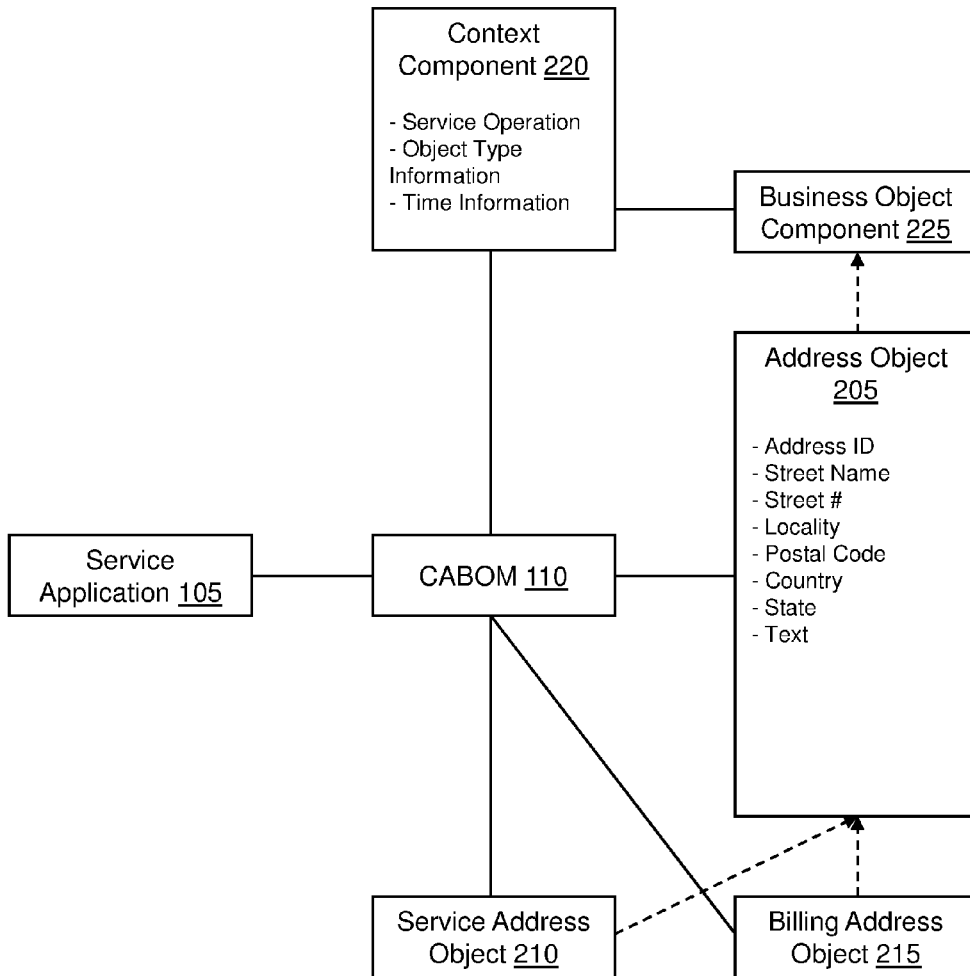 Context
Component 220
- Service Operation
- Object Type
Information
- Time Information
Business Object
Component 225
Address Object
205
- Address ID
- Street Name
- Street #
- Locality
- Postal Code
- Country
- State
- Text
Service
Application 105
CABOM 110
Service Address
Object 210
Billing Address
Object 215